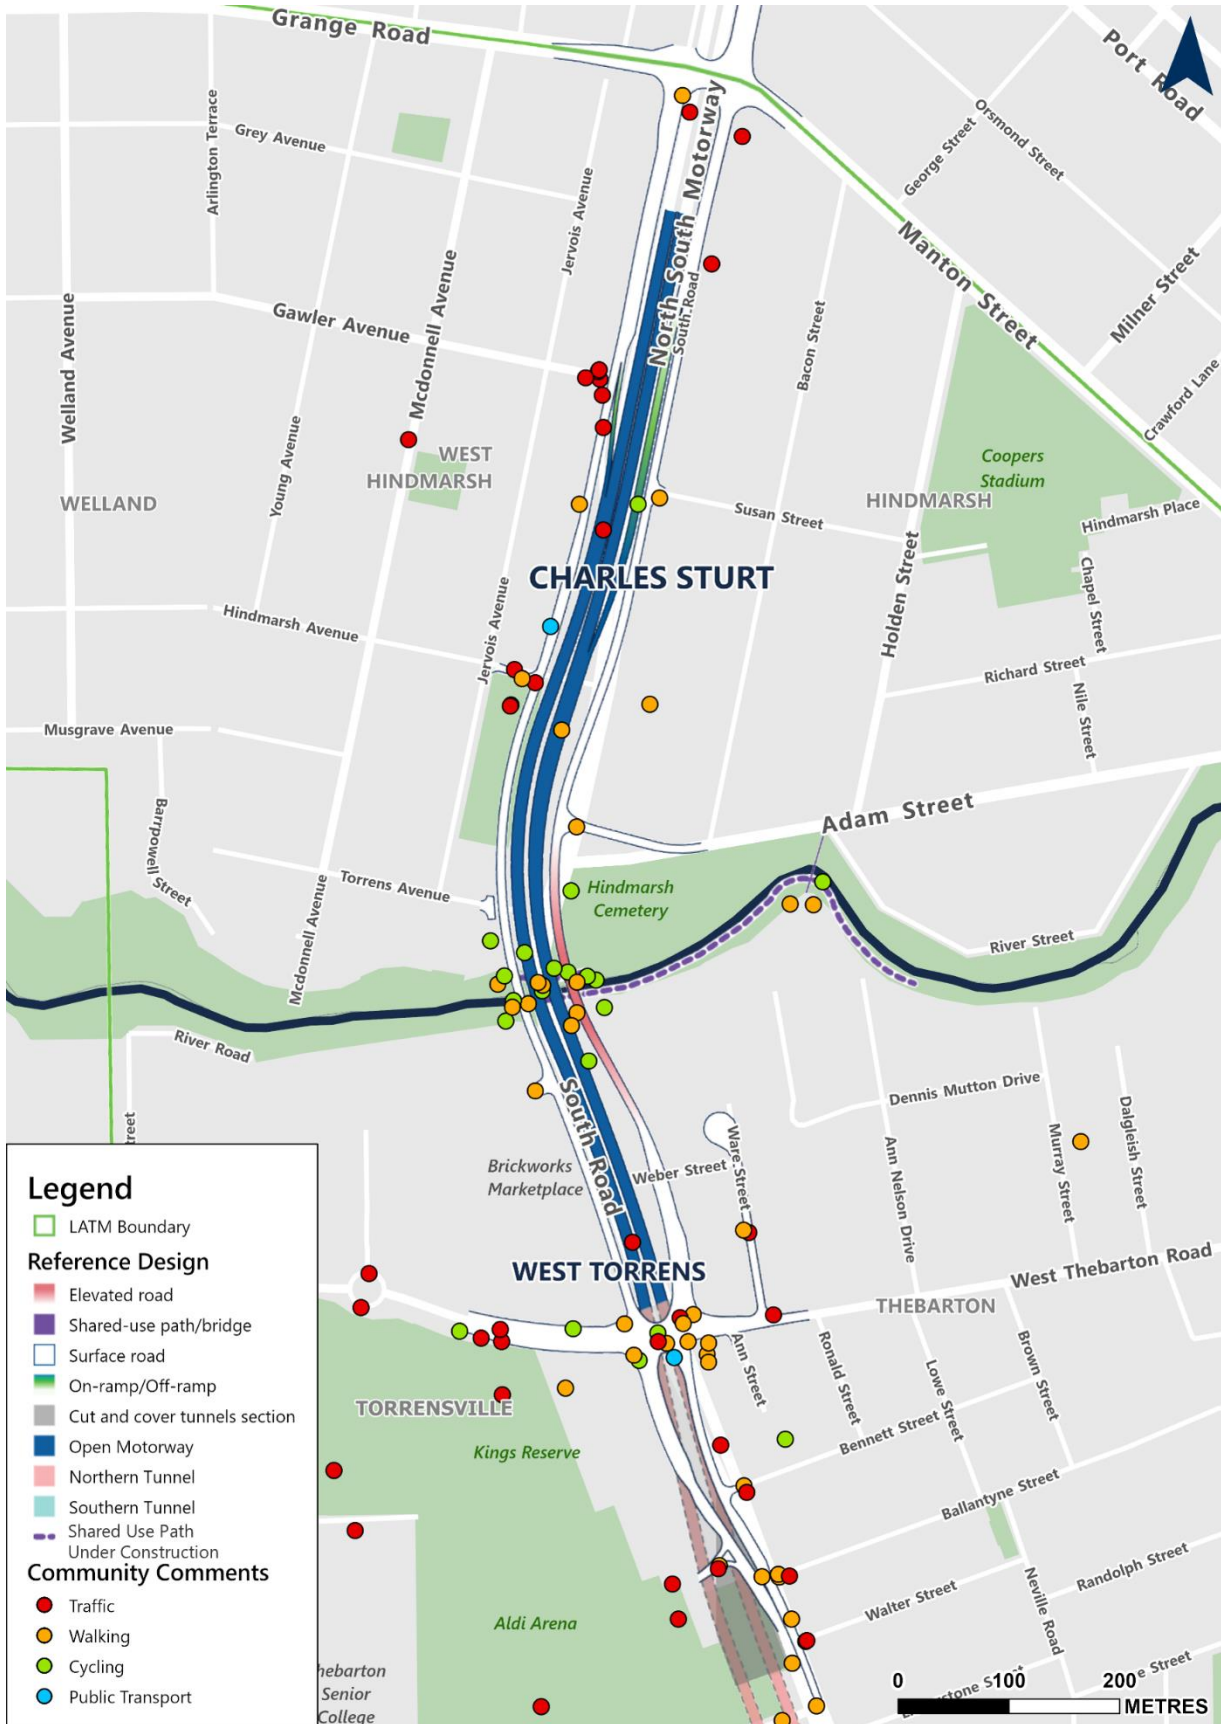 Grange Road
Port Road
Orsmond Street
George Street
Grey Avenue
Arlington Terrace
Jervois Avenue
North South Motorway
South Road
Manton Street
Milner Street
Crawford Lane
Gawler Avenue
Mcdonnell Avenue
Welland Avenue
Young Avenue
Bacon Street
WEST
HINDMARSH
WELLAND
Coopers
Stadium
HINDMARSH
Hindmarsh Place
Susan Street
Holden Street
Chapel Street
CHARLES STURT
Hindmarsh Avenue
Jervois Avenue
Richard Street
Nile Street
Musgrave Avenue
Barrpowell Street
Adam Street
Torrens Avenue
Mcdonnell Avenue
Hindmarsh
Cemetery
River Street
River Road
Dennis Mutton Drive
Murray Street
Dalgleish Street
Ann Nelson Drive
South Road
Ware Street
Weber Street
Brickworks
Marketplace
treet
WEST TORRENS
West Thebarton Road
THEBARTON
Ann Street
Ronald Street
Lowe Street
Brown Street
TORRENSVILLE
Kings Reserve
Bennett Street
Ballantyne Street
Randolph Street
Walter Street
Neville Road
Aldi Arena
hebarton
Senior
College
e Street
Legend
LATM Boundary
Reference Design
Elevated road
Shared-use path/bridge
Surface road
On-ramp/Off-ramp
Cut and cover tunnels section
Open Motorway
Northern Tunnel
Southern Tunnel
Shared Use Path
Under Construction
Community Comments
Traffic
Walking
Cycling
Public Transport
0 100 200
METRES